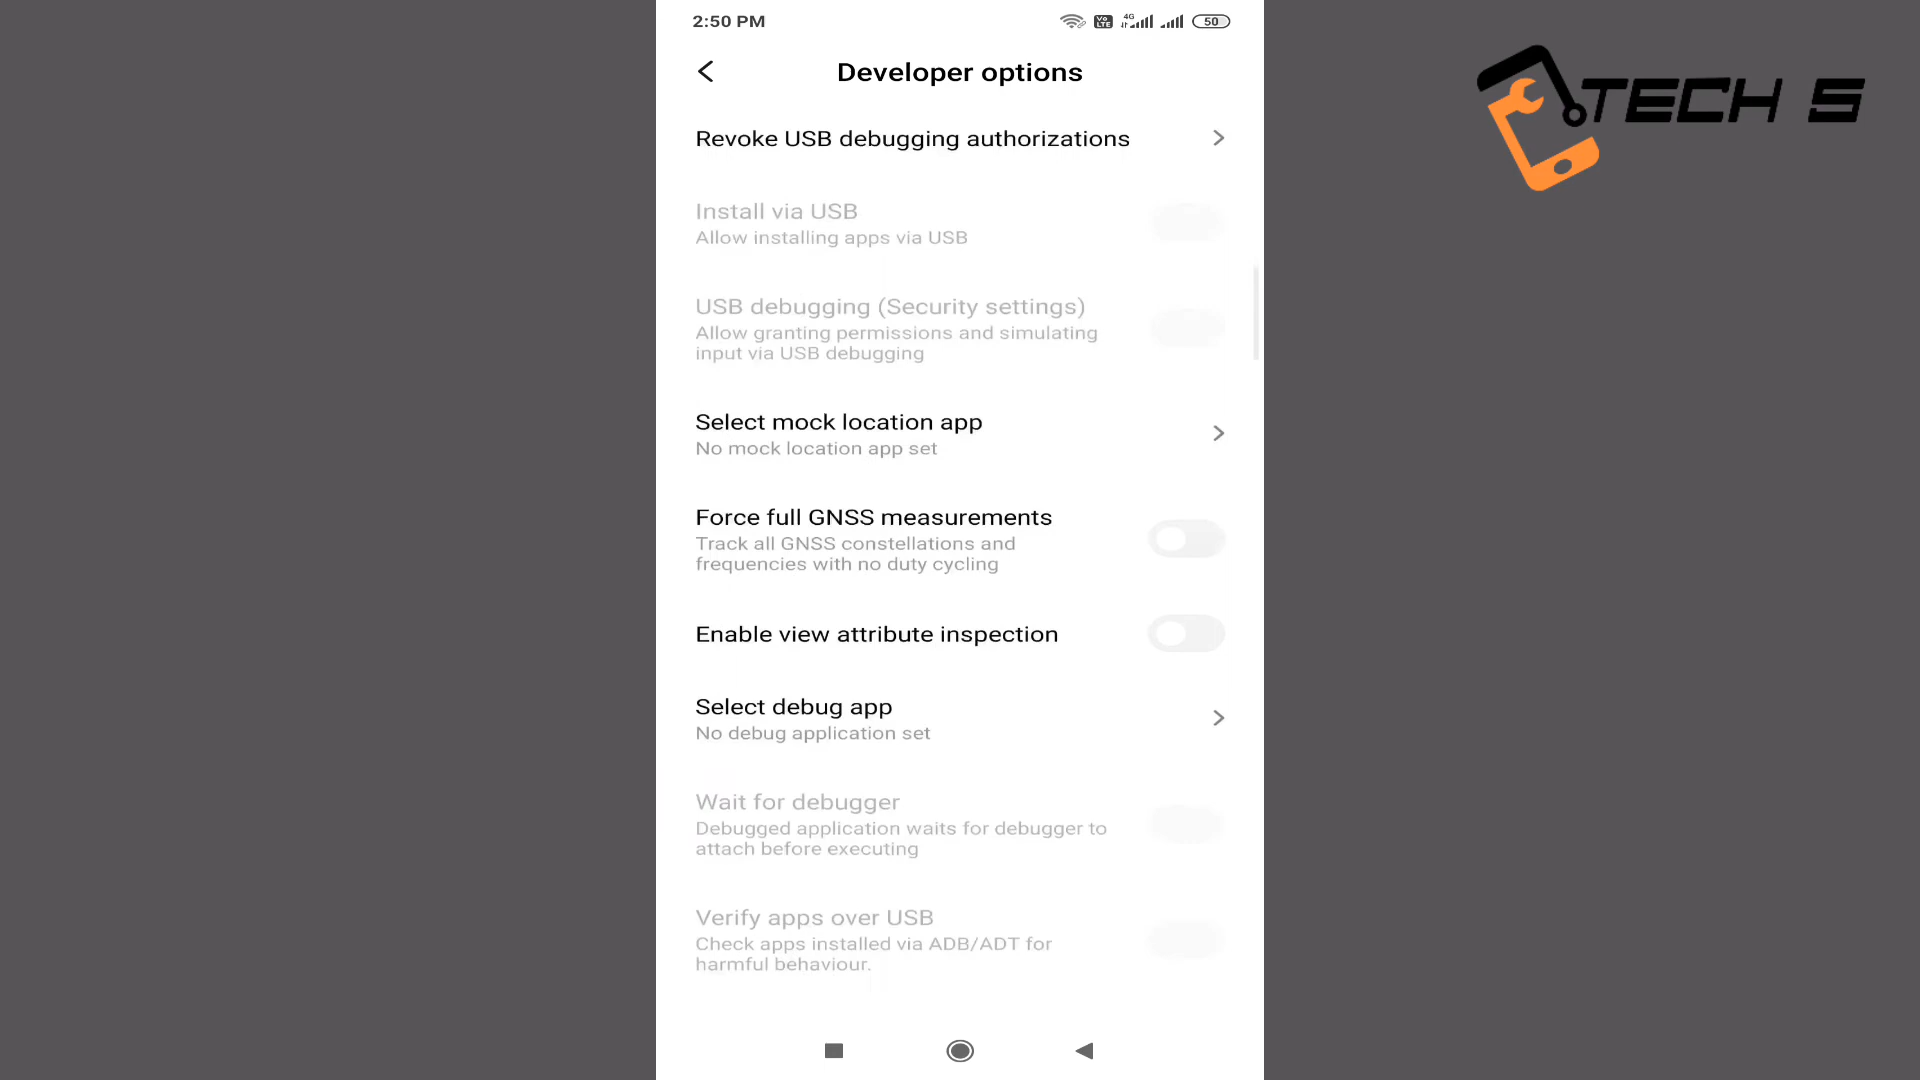 2:50 PM
Vo LTE
4G
50
TECH S
Developer options
Revoke USB debugging authorizations
Install via USB
Allow installing apps via USB
USB debugging (Security settings)
Allow granting permissions and simulating
input via USB debugging
Select mock location app
No mock location app set
Force full GNSS measurements
Track all GNSS constellations and
frequencies with no duty cycling
Enable view attribute inspection
Select debug app
No debug application set
Wait for debugger
Debugged application waits for debugger to
attach before executing
Verify apps over USB
Check apps installed via ADB/ADT for
harmful behaviour.